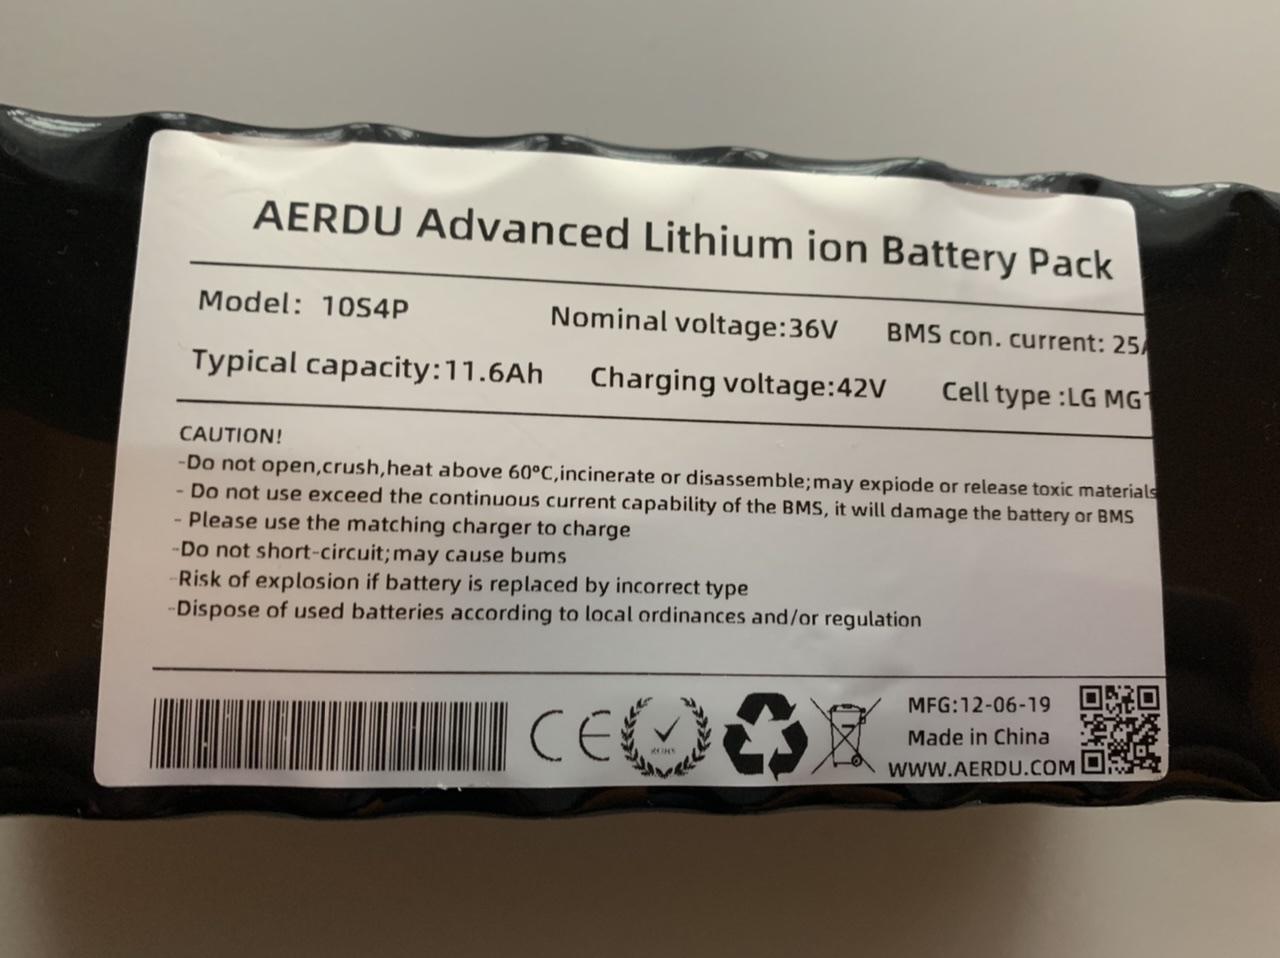 AERDU Advanced Lithium ion Battery Pack
Model: 10S4P Nominal voltage:36V BMS con. current: 25A
Typical capacity:11.6Ah Charging voltage:42V Cell type :LG MG1
CAUTION!
-Do not open,crush,heat above 60℃,incinerate or disassemble;may expiode or release toxic materials
- Do not use exceed the continuous current capability of the BMS, it will damage the battery or BMS
- Please use the matching charger to charge
-Do not short-circuit;may cause bums
-Risk of explosion if battery is replaced by incorrect type
-Dispose of used batteries according to local ordinances and/or regulation
CE
ROHS
MFG:12-06-19
Made in China
WWW.AERDU.COM